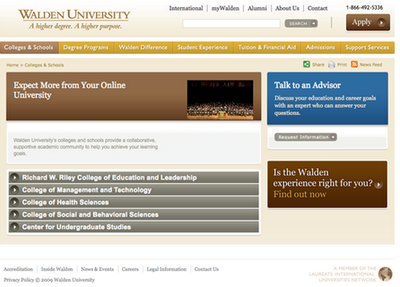 WALDEN UNIVERSITY
A higher degree. A higher purpose.
International | myWalden | Alumni | About Us | Contact
1-866-492-5336
SEARCH
Apply
Colleges & Schools
Degree Programs
Walden Difference
Student Experience
Tuition & Financial Aid
Admissions
Support Services
Home > Colleges & Schools
Share Print News Feed
Expect More from Your Online
University
Walden University's colleges and schools provide a collaborative,
supportive academic community to help you achieve your learning
goals.
Talk to an Advisor
Discuss your education and career goals
with an expert who can answer your
questions.
Request Information
Richard W. Riley College of Education and Leadership
College of Management and Technology
College of Health Sciences
College of Social and Behavioral Sciences
Center for Undergraduate Studies
Is the Walden
experience right for you?
Find out now
Accreditation | Inside Walden | News & Events | Careers | Legal Information | Contact Us
Privacy Policy © 2009 Walden University
A MEMBER OF THE
LAUREATE INTERNATIONAL
UNIVERSITIES NETWORK